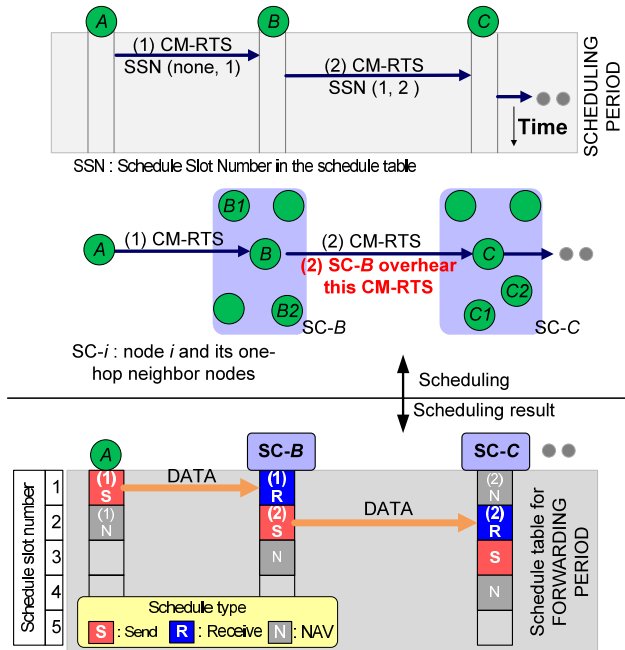 A
B
C
(1) CM-RTS
SSN (none, 1)
(2) CM-RTS
SSN (1, 2 )
Time
SCHEDULING
PERIOD
SSN : Schedule Slot Number in the schedule table
B1
A
(1) CM-RTS
B
(2) CM-RTS
C
(2) SC-B overhear
this CM-RTS
B2
C2
C1
SC-B
SC-C
SC-i : node i and its one-
hop neighbor nodes
Scheduling
Scheduling result
A
SC-B
SC-C
Schedule slot number
1
2
3
4
5
(1)
S
DATA
(1)
R
(2)
N
(1)
N
(2)
S
DATA
(2)
R
N
S
N
Schedule type
S : Send
R : Receive
N : NAV
Schedule table for
FORWARDING
PERIOD